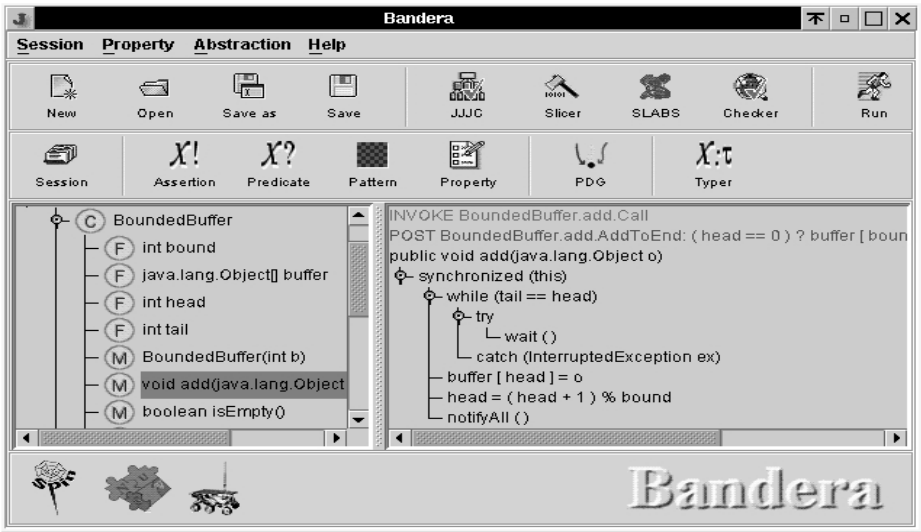 Bandera
Session Property Abstraction Help
New Open Save as Save JJJC Slicer SLABS Checker Run
X! X? X:τ
Session Assertion Predicate Pattern Property PDG Typer
C BoundedBuffer
F int bound
F java.lang.Object[] buffer
F int head
F int tail
M BoundedBuffer(int b)
M void add(java.lang.Object
M boolean isEmpty()
INVOKE BoundedBuffer.add.Call
POST BoundedBuffer.add.AddToEnd: ( head == 0 ) ? buffer [ boun
public void add(java.lang.Object o)
synchronized (this)
while (tail == head)
try
wait ()
catch (InterruptedException ex)
buffer [ head ] = o
head = ( head + 1 ) % bound
notifyAll ()
SPIN
Bandera